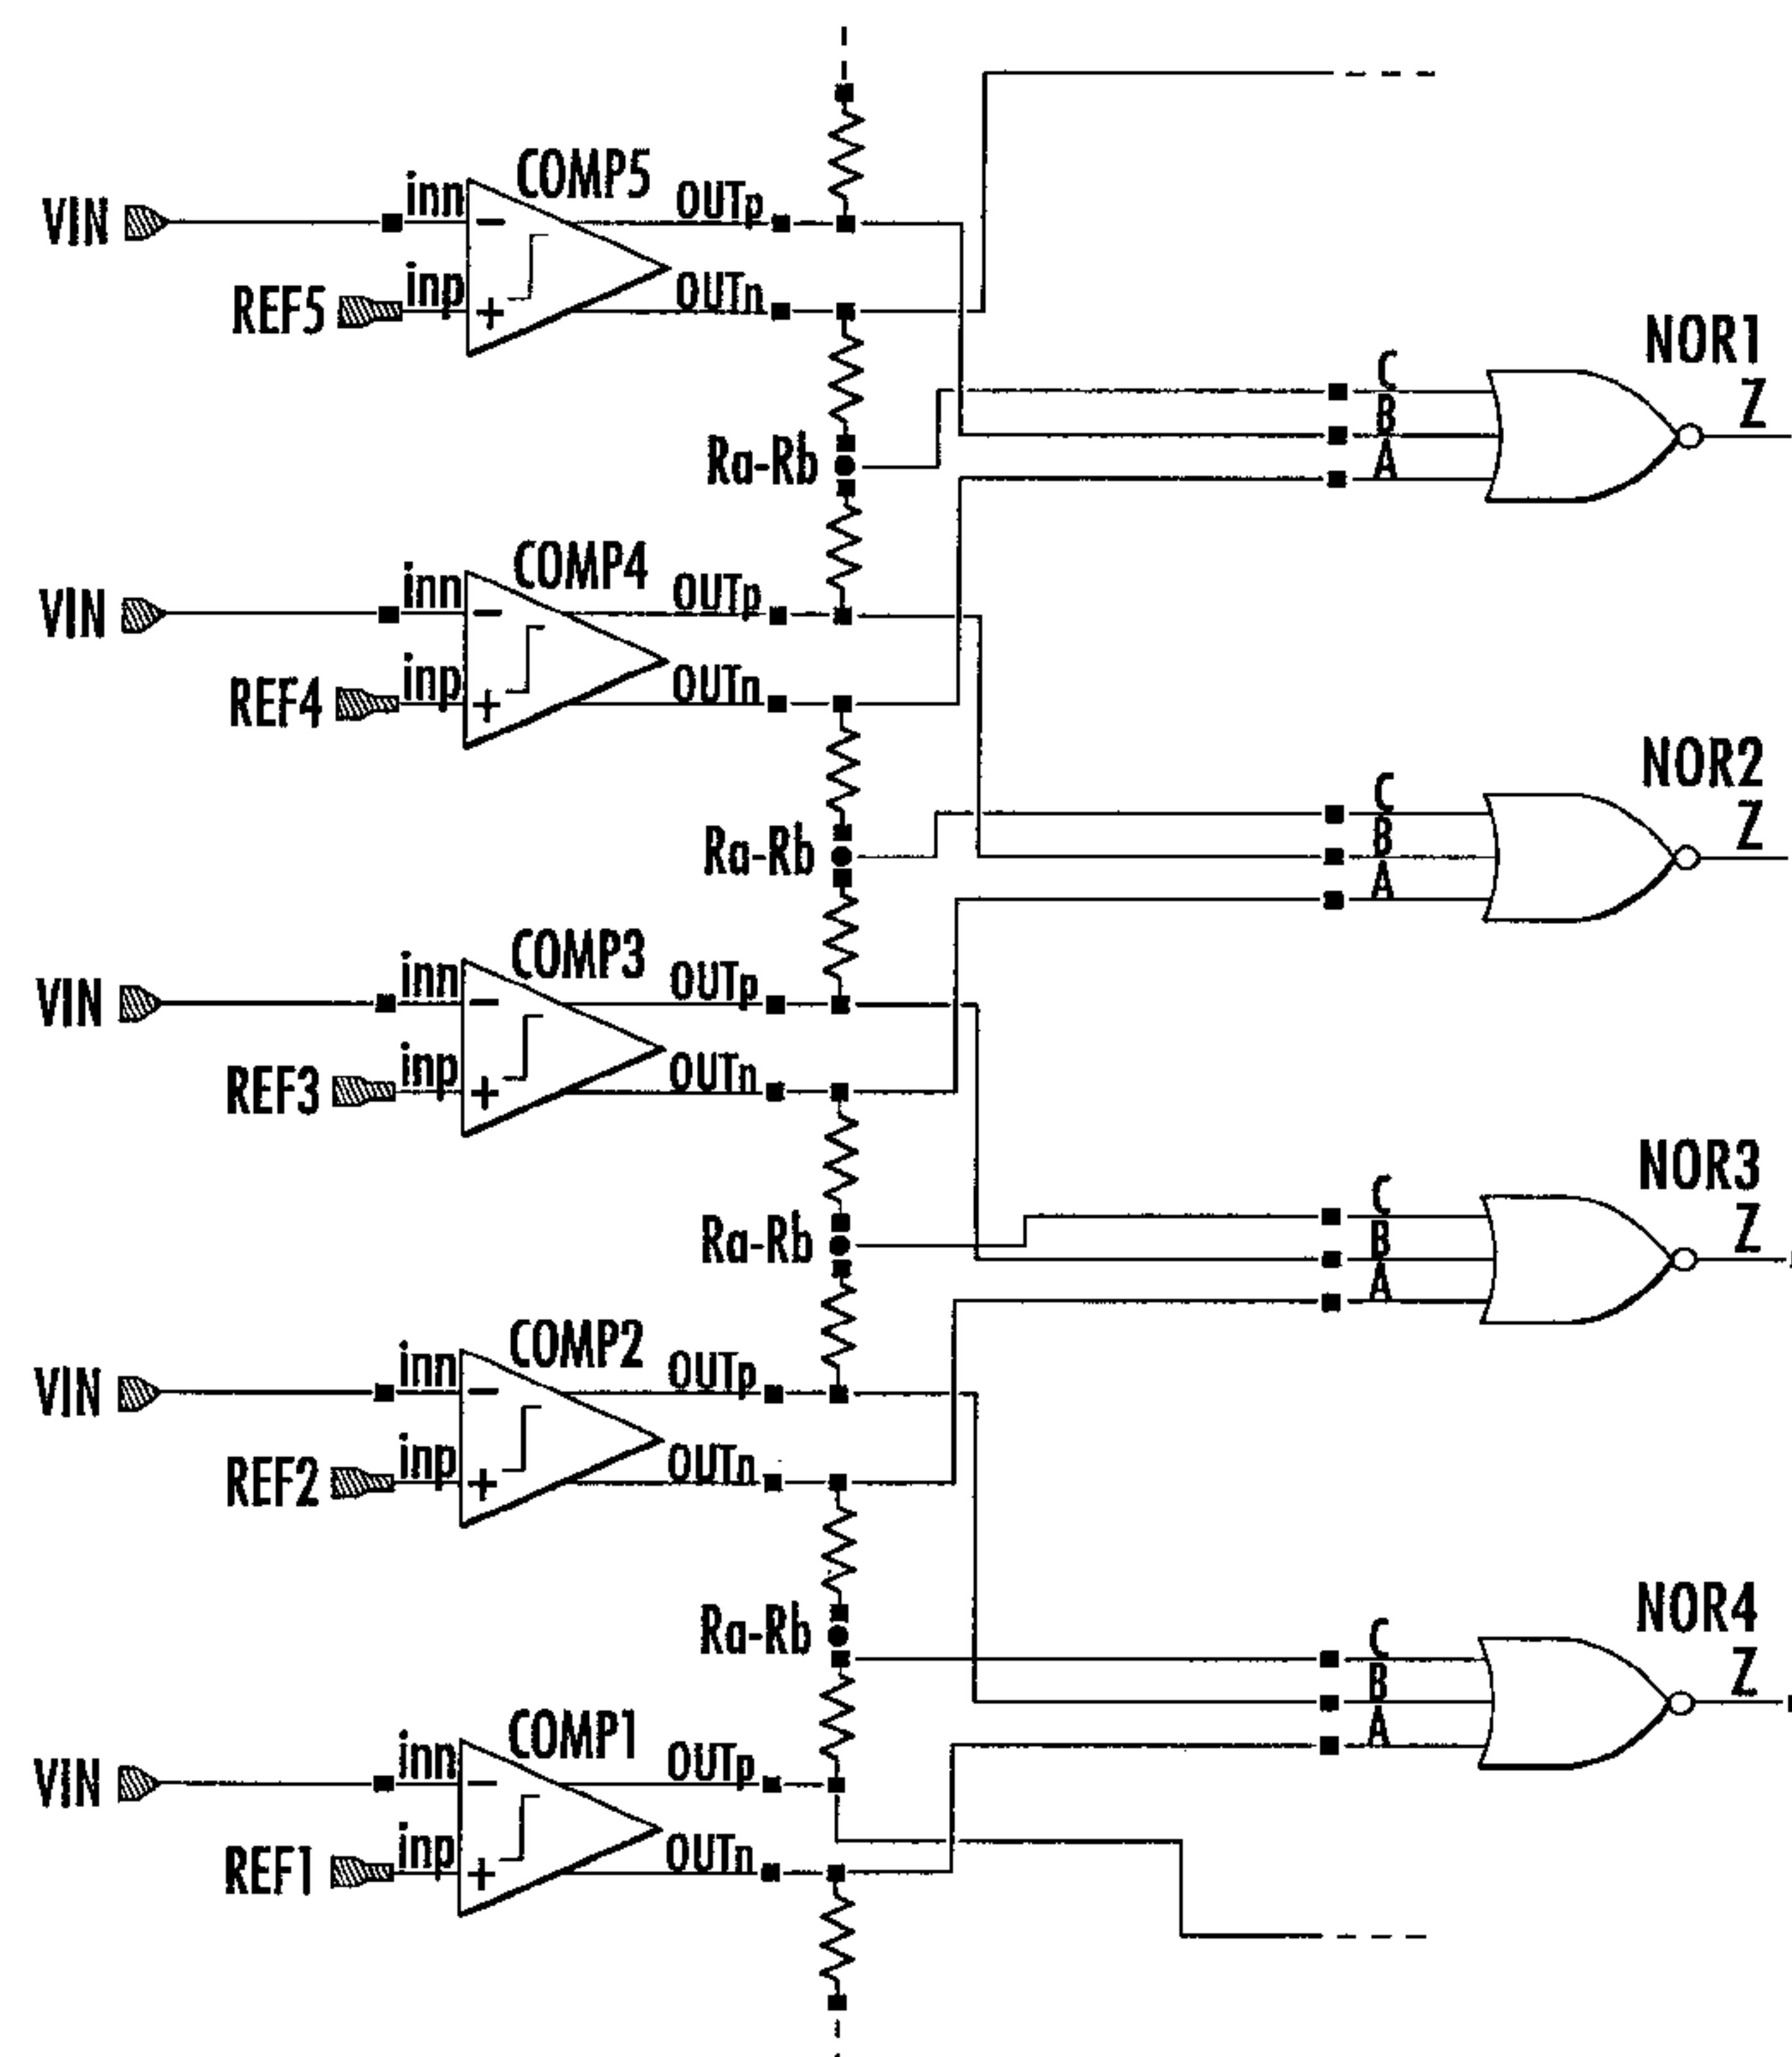 COMP5
inn
OUTp
VIN
−
inp
OUTn
REF5
+
NOR1
C
Z
B
Ra-Rb
A
COMP4
inn
OUTp
VIN
−
inp
OUTn
REF4
+
NOR2
C
Z
B
Ra-Rb
A
COMP3
inn
OUTp
VIN
−
inp
OUTn
REF3
+
NOR3
C
Z
B
Ra-Rb
A
COMP2
inn
OUTp
VIN
−
inp
OUTn
REF2
+
NOR4
Ra-Rb
C
Z
B
A
COMP1
inn
OUTp
VIN
−
inp
OUTn
REF1
+